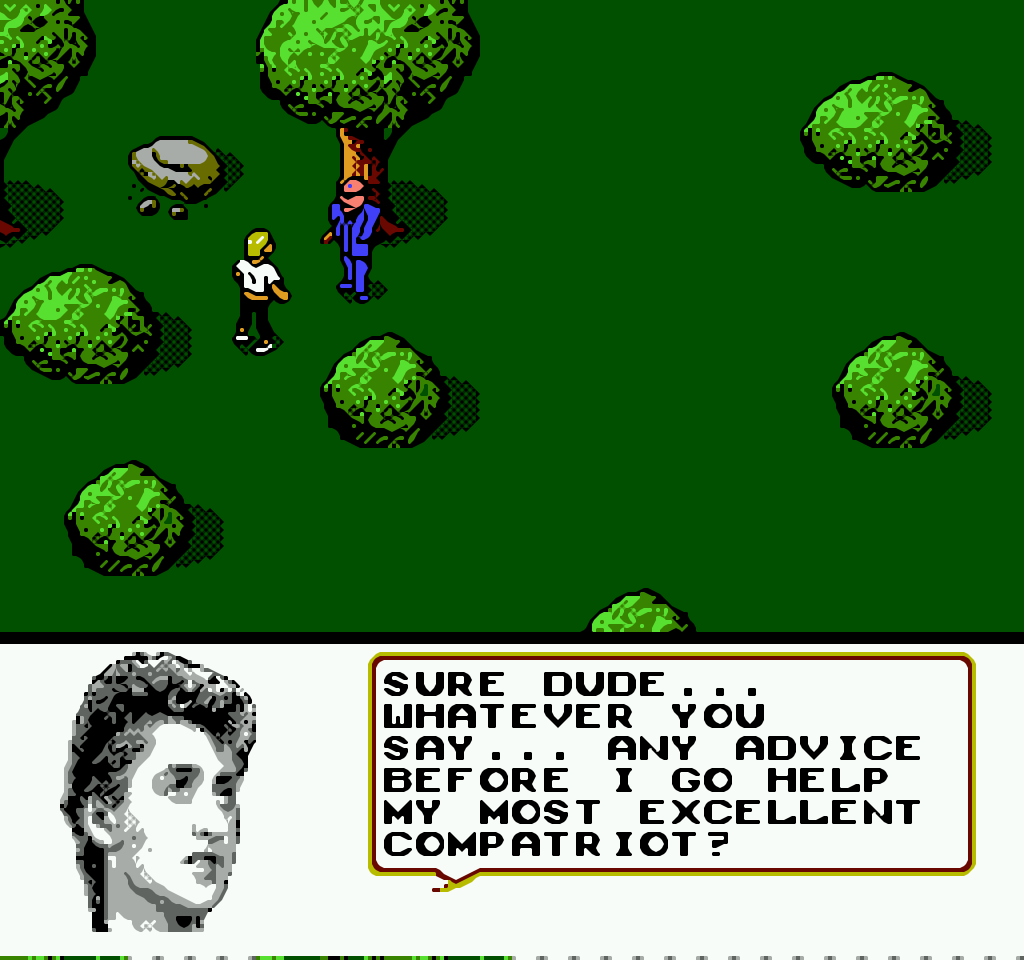 SURE DUDE...
WHATEVER YOU
SAY... ANY ADVICE
BEFORE I GO HELP
MY MOST EXCELLENT
COMPATRIOT?